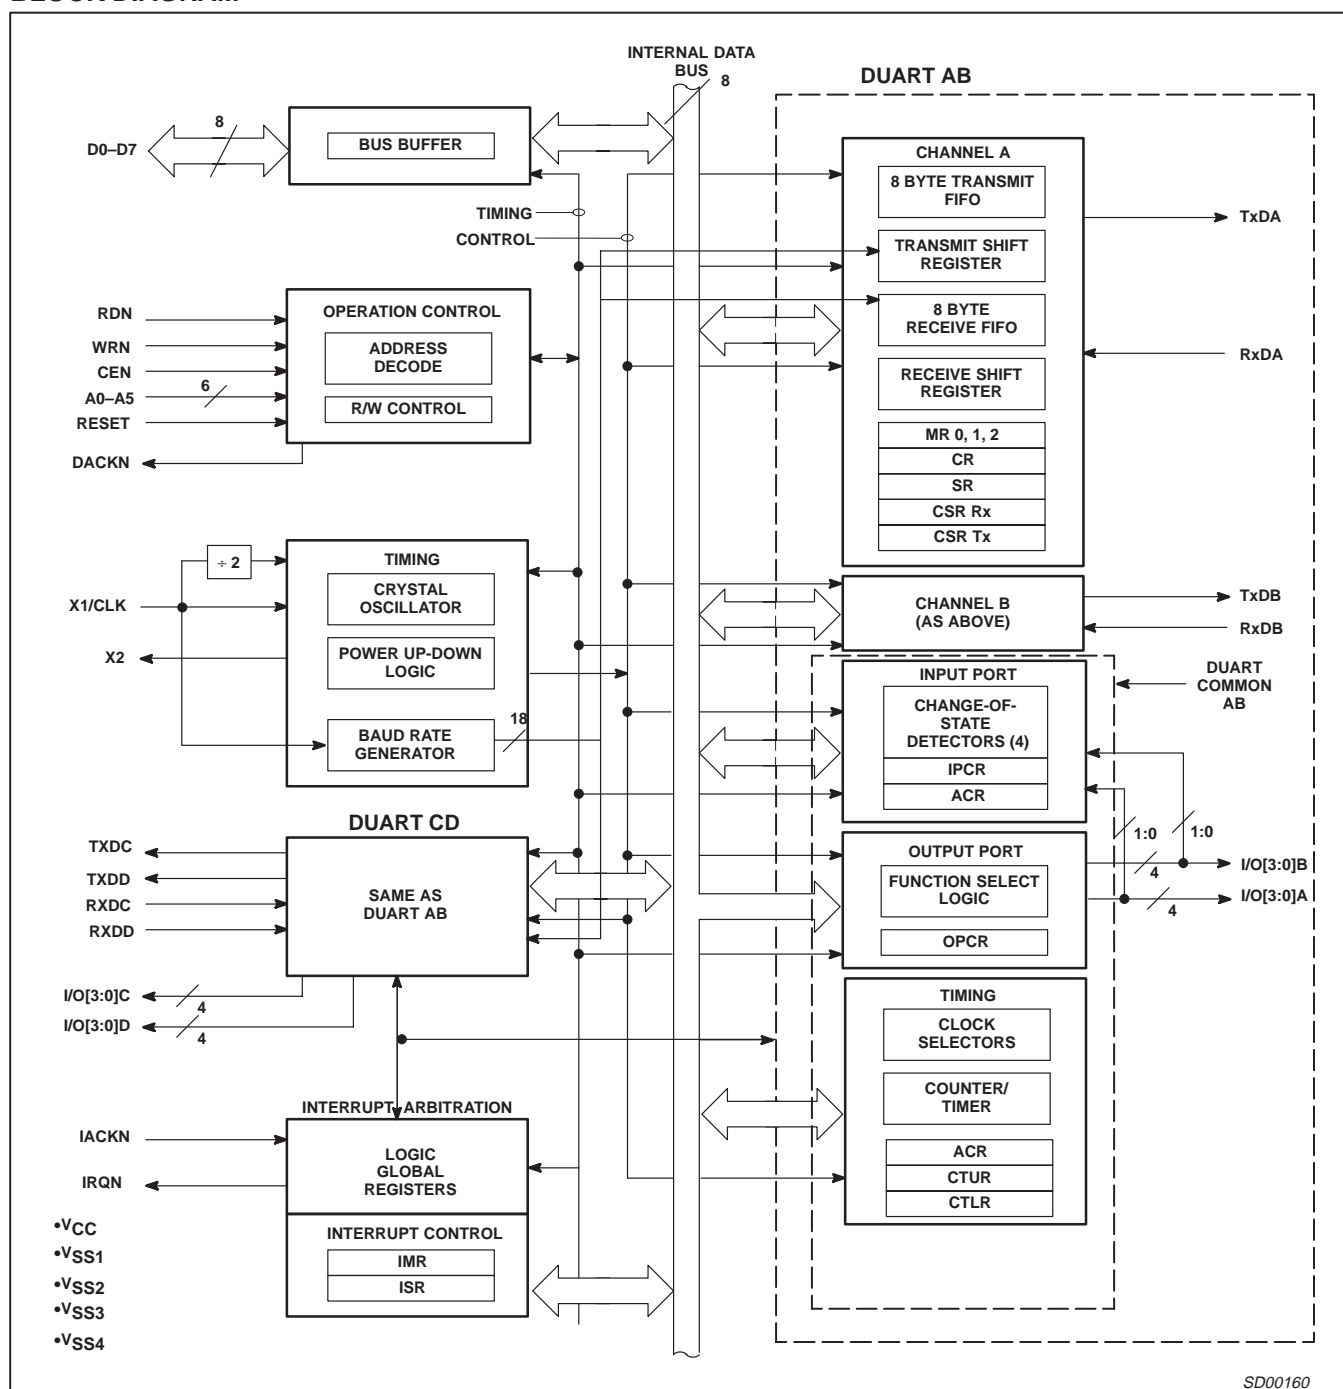 INTERNAL DATA
BUS
8
DUART AB
D0–D7
8
BUS BUFFER
TIMING
CONTROL
RDN
WRN
CEN
A0–A5
6
RESET
DACKN
OPERATION CONTROL
ADDRESS
DECODE
R/W CONTROL
CHANNEL A
8 BYTE TRANSMIT
FIFO
TRANSMIT SHIFT
REGISTER
8 BYTE
RECEIVE FIFO
RECEIVE SHIFT
REGISTER
MR 0, 1, 2
CR
SR
CSR Rx
CSR Tx
TxDA
RxDA
÷ 2
X1/CLK
X2
TIMING
CRYSTAL
OSCILLATOR
POWER UP-DOWN
LOGIC
BAUD RATE
GENERATOR
18
CHANNEL B
(AS ABOVE)
TxDB
RxDB
DUART
COMMON
AB
INPUT PORT
CHANGE-OF-
STATE
DETECTORS (4)
IPCR
ACR
1:0
1:0
DUART CD
TXDC
TXDD
RXDC
RXDD
SAME AS
DUART AB
I/O[3:0]C
4
I/O[3:0]D
4
OUTPUT PORT
FUNCTION SELECT
LOGIC
OPCR
4
I/O[3:0]B
4
I/O[3:0]A
TIMING
CLOCK
SELECTORS
COUNTER/
TIMER
ACR
CTUR
CTLR
INTERRUPT ARBITRATION
IACKN
IRQN
LOGIC
GLOBAL
REGISTERS
INTERRUPT CONTROL
IMR
ISR
•VCC
•VSS1
•VSS2
•VSS3
•VSS4
SD00160